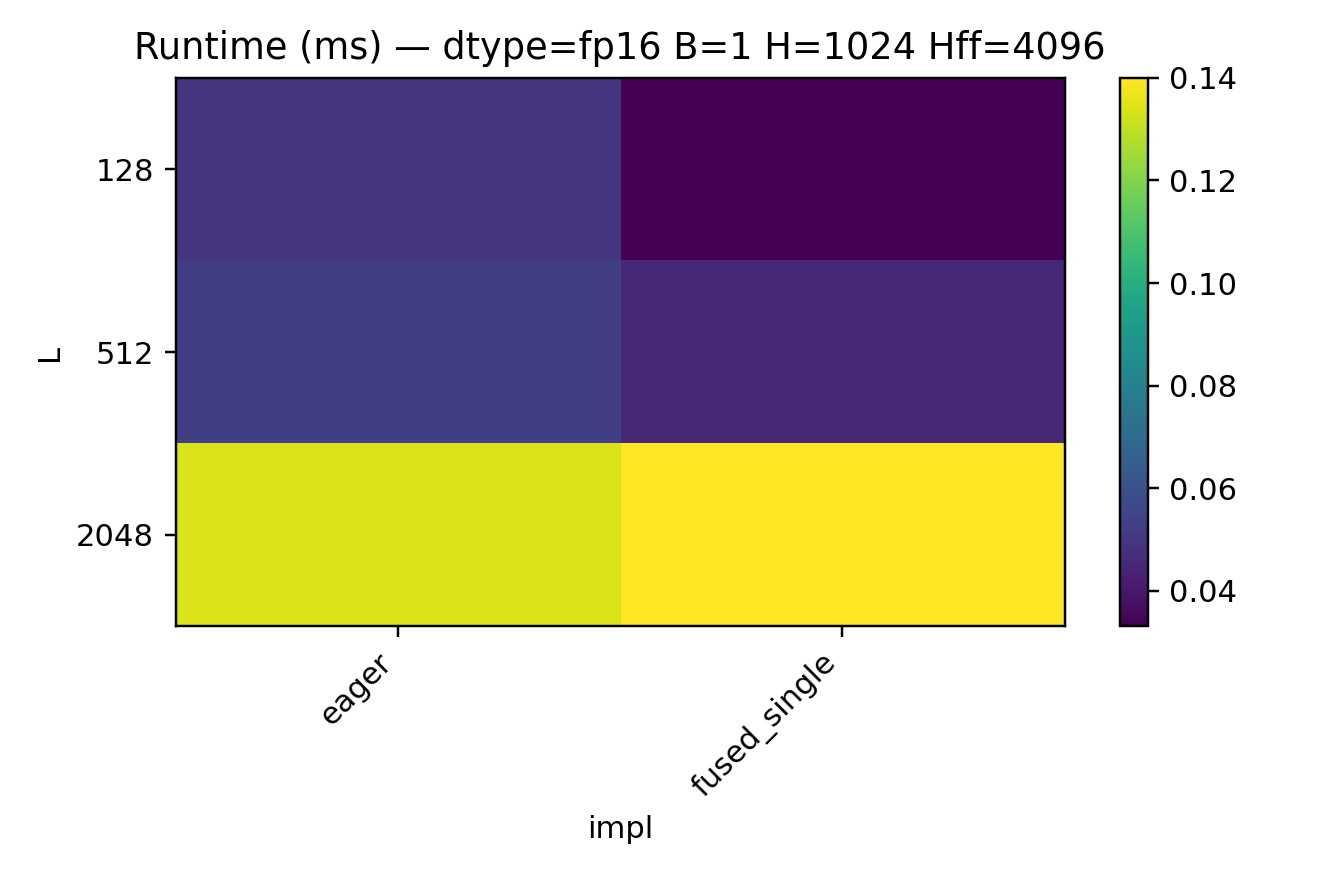 Runtime (ms) — dtype=fp16 B=1 H=1024 Hff=4096
L
128
512
2048
eager
fused_single
impl
0.14
0.12
0.10
0.08
0.06
0.04